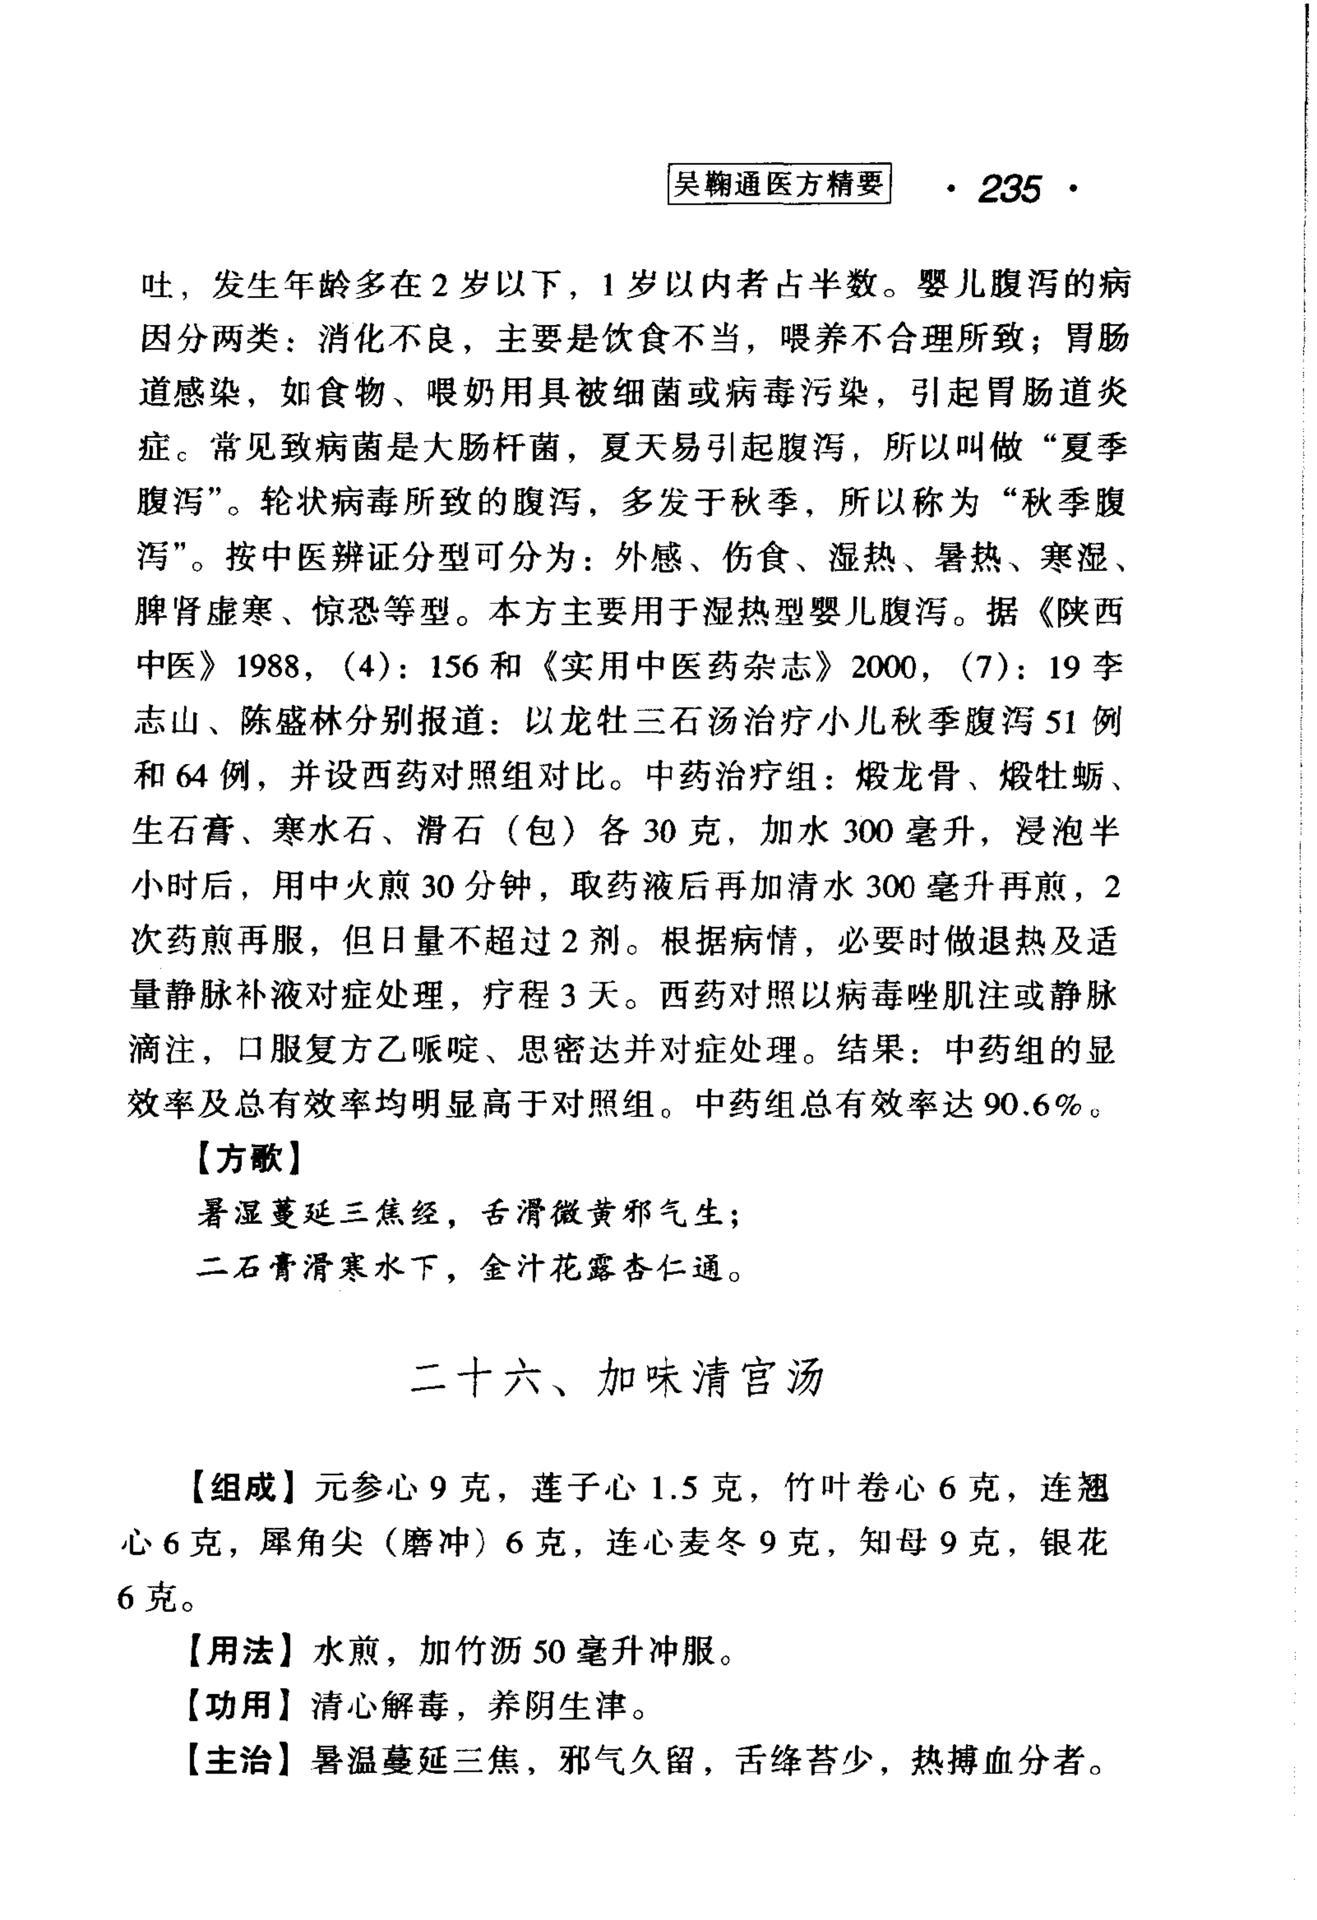 吴鞠通医方精要 · 235 ·
吐，发生年龄多在2岁以下，1岁以内者占半数。婴儿腹泻的病
因分两类：消化不良，主要是饮食不当，喂养不合理所致；胃肠
道感染，如食物、喂奶用具被细菌或病毒污染，引起胃肠道炎
症。常见致病菌是大肠杆菌，夏天易引起腹泻，所以叫做“夏季
腹泻”。轮状病毒所致的腹泻，多发于秋季，所以称为“秋季腹
泻”。按中医辨证分型可分为：外感、伤食、湿热、暑热、寒湿、
脾肾虚寒、惊恐等型。本方主要用于湿热型婴儿腹泻。据《陕西
中医》1988，（4）：156和《实用中医药杂志》2000，（7）：19李
志山、陈盛林分别报道：以龙牡三石汤治疗小儿秋季腹泻51例
和64例，并设西药对照组对比。中药治疗组：煅龙骨、煅牡蛎、
生石膏、寒水石、滑石（包）各30克，加水300毫升，浸泡半
小时后，用中火煎30分钟，取药液后再加清水300毫升再煎，2
次药煎再服，但日量不超过2剂。根据病情，必要时做退热及适
量静脉补液对症处理，疗程3天。西药对照以病毒唑肌注或静脉
滴注，口服复方乙哌啶、思密达并对症处理。结果：中药组的显
效率及总有效率均明显高于对照组。中药组总有效率达90.6%。
【方歌】
暑湿蔓延三焦经，舌滑微黄邪气生；
二石膏滑寒水下，金汁花露杏仁通。
二十六、加味清宫汤
【组成】元参心9克，莲子心1.5克，竹叶卷心6克，连翘
心6克，犀角尖（磨冲）6克，连心麦冬9克，知母9克，银花
6克。
【用法】水煎，加竹沥50毫升冲服。
【功用】清心解毒，养阴生津。
【主治】暑温蔓延三焦，邪气久留，舌绛苔少，热搏血分者。